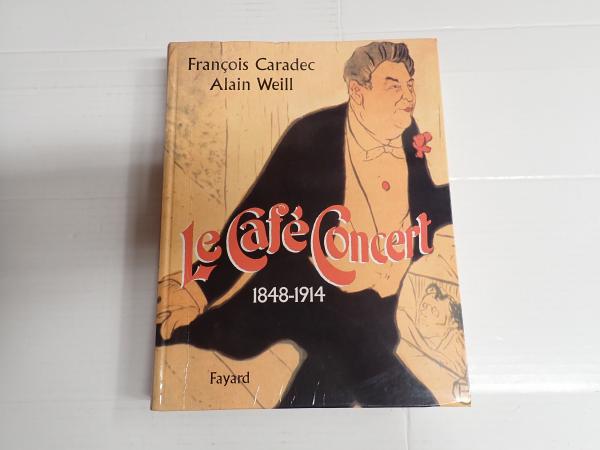 François Caradec
Alain Weill
Le Café Concert
1848-1914
Fayard